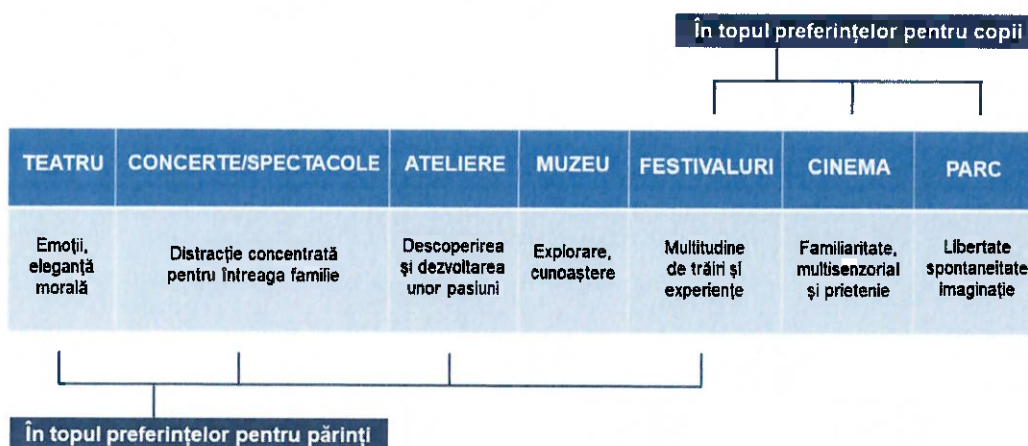 În topul preferințelor pentru copii
TEATRU
CONCERTE/SPECTACOLE
ATELIERE
MUZEU
FESTIVALURI
CINEMA
PARC
Emoții,
eleganță
morală
Distracție concentrată
pentru întreaga familie
Descoperirea
și dezvoltarea
unor pasiuni
Explorare,
cunoaștere
Multitudine
de trăiri și
experiențe
Familiaritate,
multisenzorial
și prietenie
Libertate
spontaneitate
imaginație
În topul preferințelor pentru părinți